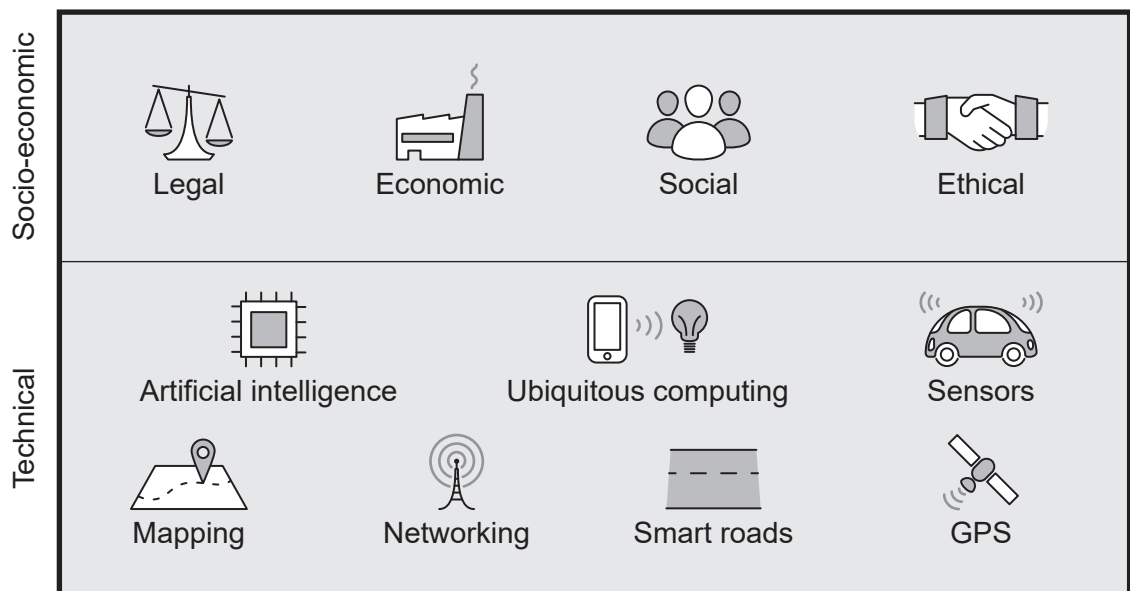 Socio-economic
Legal
Economic
Social
Ethical
Technical
Artificial intelligence
Ubiquitous computing
Sensors
Mapping
Networking
Smart roads
GPS